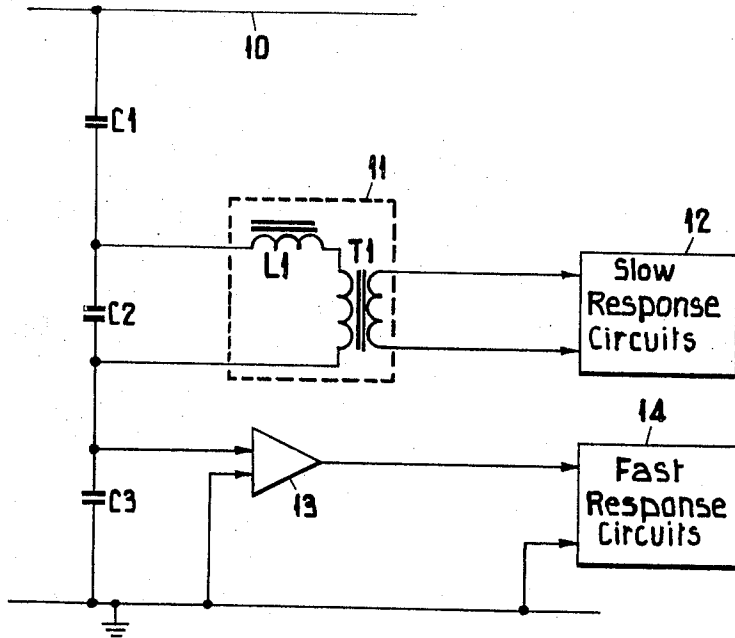 10
C1
11
L1
T1
12
Slow
Response
Circuits
C2
14
Fast
Response
Circuits
C3
13